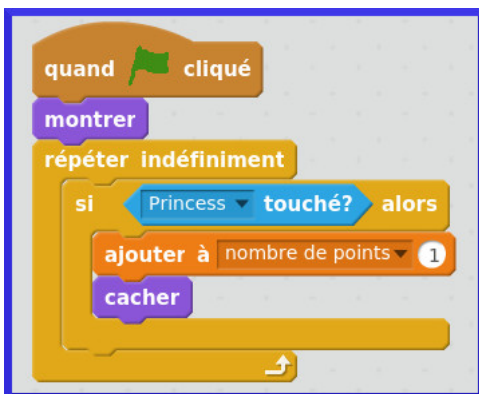 quand cliqué
montrer
répéter indéfiniment
si Princess touché? alors
ajouter à nombre de points 1
cacher